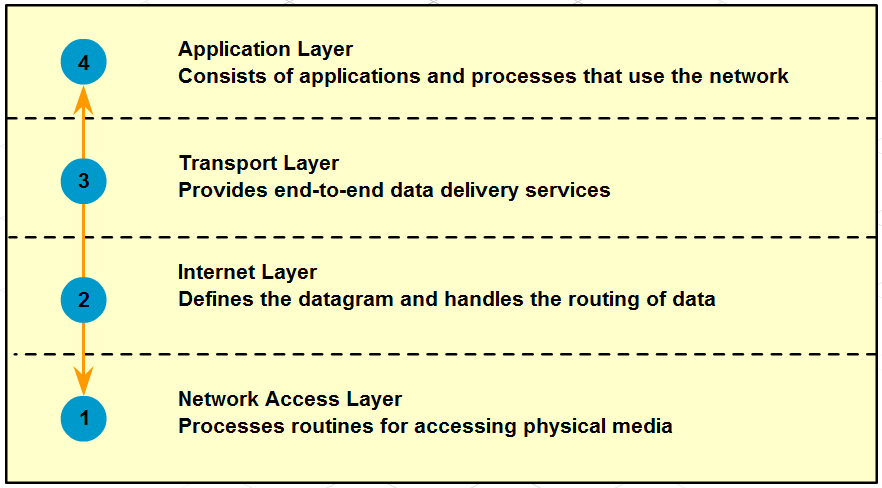 4
Application Layer
Consists of applications and processes that use the network
3
Transport Layer
Provides end-to-end data delivery services
2
Internet Layer
Defines the datagram and handles the routing of data
1
Network Access Layer
Processes routines for accessing physical media